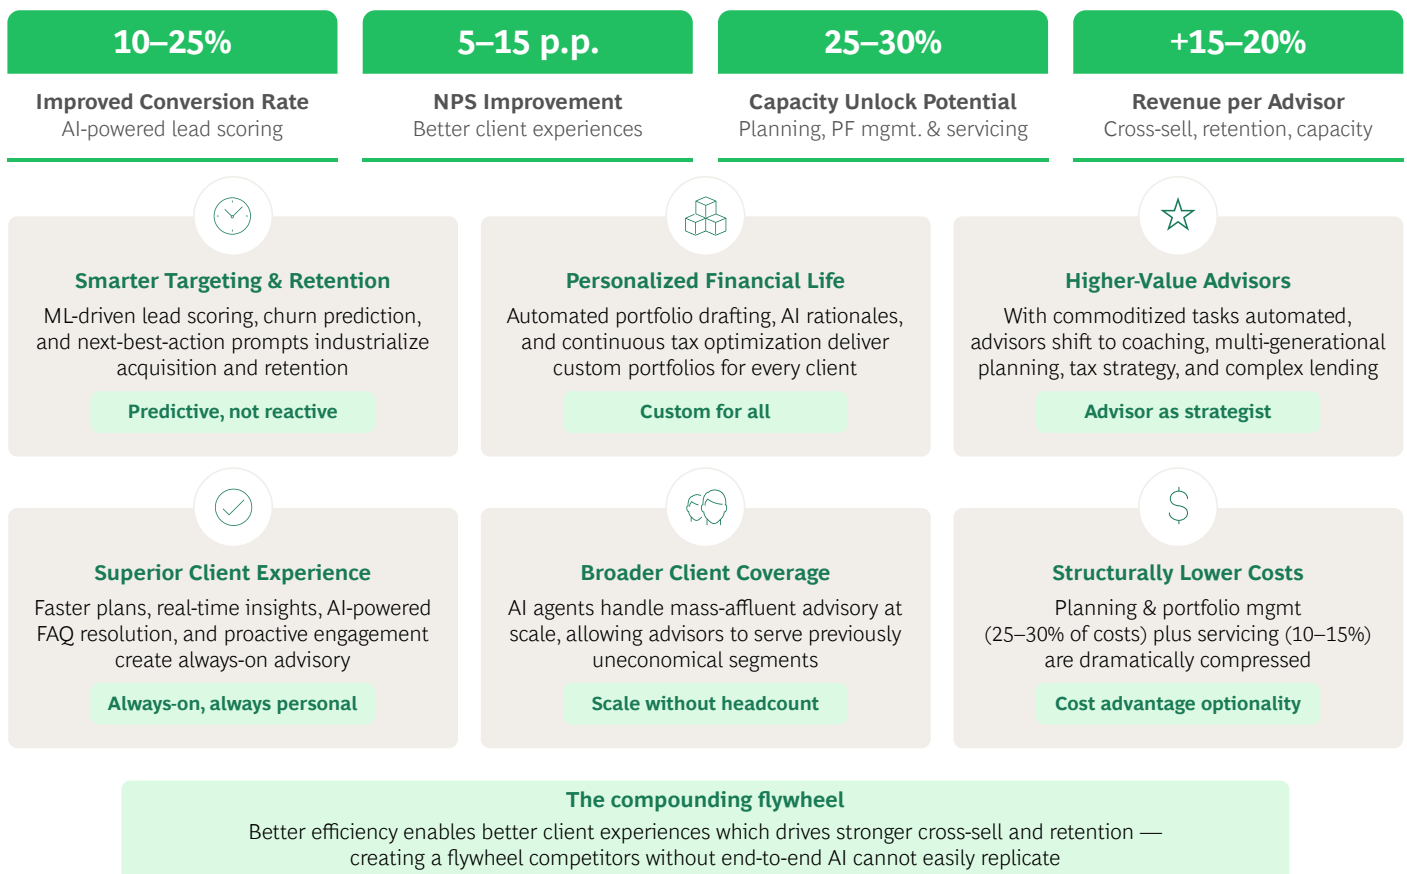 10–25%
Improved Conversion Rate
AI-powered lead scoring
5–15 p.p.
NPS Improvement
Better client experiences
25–30%
Capacity Unlock Potential
Planning, PF mgmt. & servicing
+15–20%
Revenue per Advisor
Cross-sell, retention, capacity
Smarter Targeting & Retention
ML-driven lead scoring, churn prediction,
and next-best-action prompts industrialize
acquisition and retention
Predictive, not reactive
Personalized Financial Life
Automated portfolio drafting, AI rationales,
and continuous tax optimization deliver
custom portfolios for every client
Custom for all
Higher-Value Advisors
With commoditized tasks automated,
advisors shift to coaching, multi-generational
planning, tax strategy, and complex lending
Advisor as strategist
Superior Client Experience
Faster plans, real-time insights, AI-powered
FAQ resolution, and proactive engagement
create always-on advisory
Always-on, always personal
Broader Client Coverage
AI agents handle mass-affluent advisory at
scale, allowing advisors to serve previously
uneconomical segments
Scale without headcount
Structurally Lower Costs
Planning & portfolio mgmt
(25–30% of costs) plus servicing (10–15%)
are dramatically compressed
Cost advantage optionality
The compounding flywheel
Better efficiency enables better client experiences which drives stronger cross-sell and retention —
creating a flywheel competitors without end-to-end AI cannot easily replicate